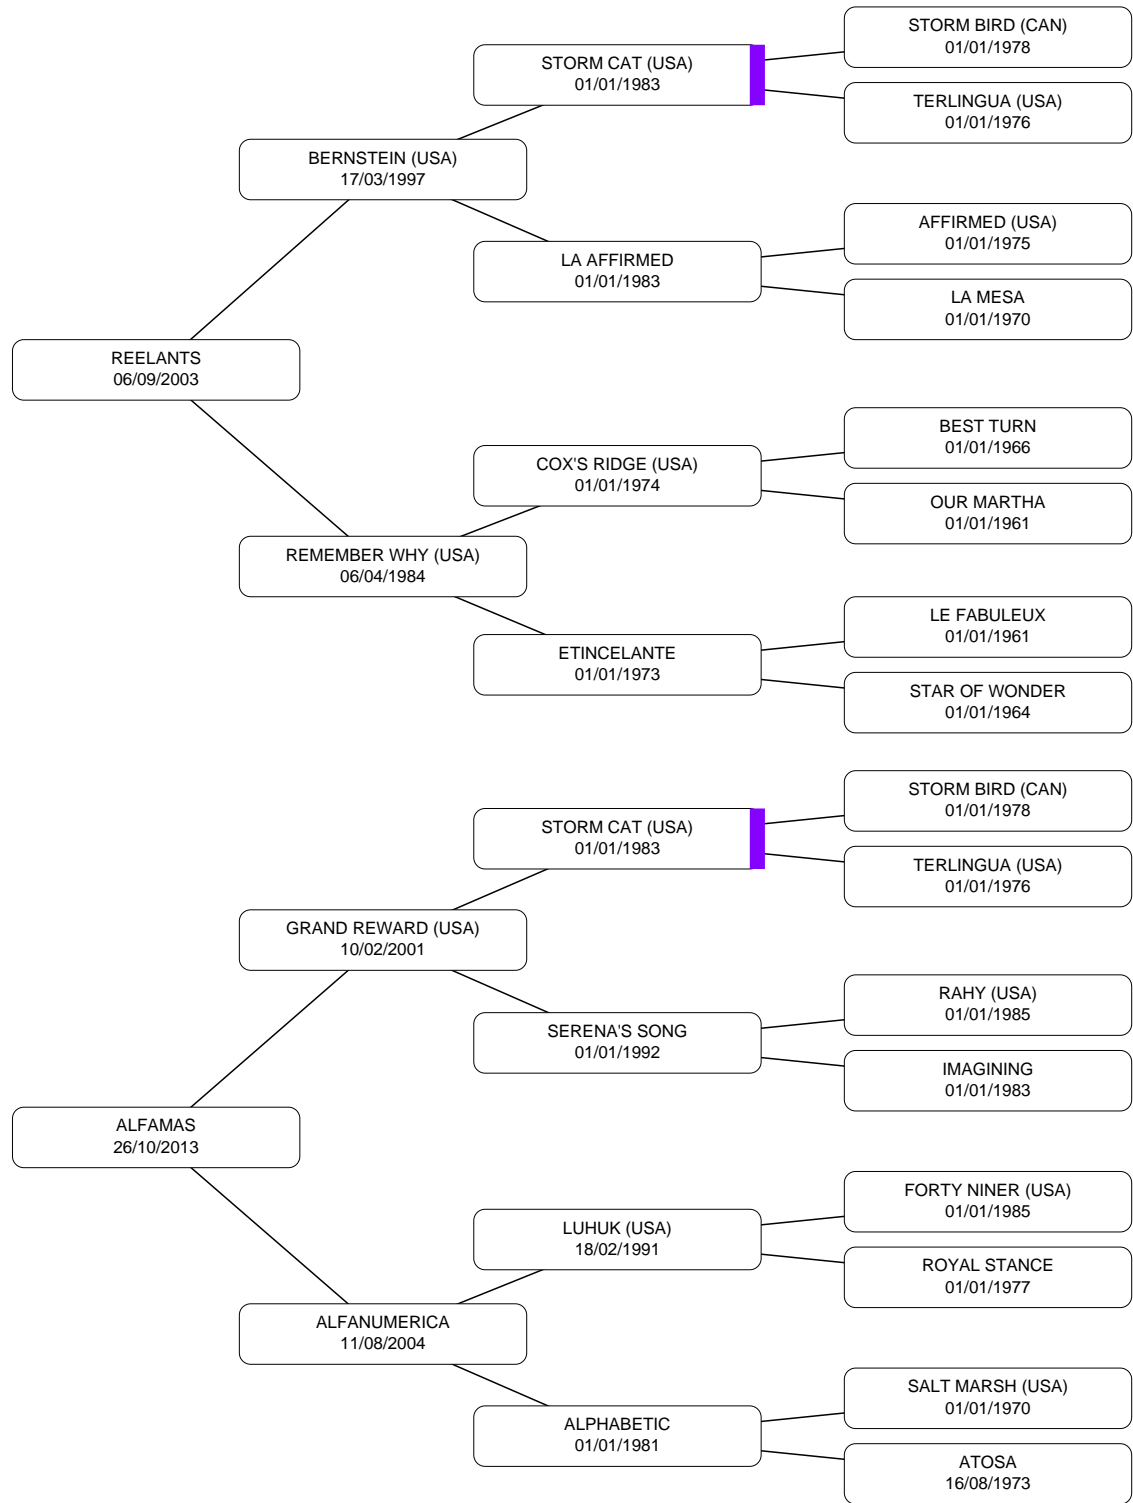 STORM BIRD (CAN)
01/01/1978
STORM CAT (USA)
01/01/1983
TERLINGUA (USA)
01/01/1976
BERNSTEIN (USA)
17/03/1997
AFFIRMED (USA)
01/01/1975
LA AFFIRMED
01/01/1983
LA MESA
01/01/1970
REELANTS
06/09/2003
BEST TURN
01/01/1966
COX'S RIDGE (USA)
01/01/1974
OUR MARTHA
01/01/1961
REMEMBER WHY (USA)
06/04/1984
LE FABULEUX
01/01/1961
ETINCELANTE
01/01/1973
STAR OF WONDER
01/01/1964
STORM BIRD (CAN)
01/01/1978
STORM CAT (USA)
01/01/1983
TERLINGUA (USA)
01/01/1976
GRAND REWARD (USA)
10/02/2001
RAHY (USA)
01/01/1985
SERENA'S SONG
01/01/1992
IMAGINING
01/01/1983
ALFAMAS
26/10/2013
FORTY NINER (USA)
01/01/1985
LUHUK (USA)
18/02/1991
ROYAL STANCE
01/01/1977
ALFANUMERICA
11/08/2004
SALT MARSH (USA)
01/01/1970
ALPHABETIC
01/01/1981
ATOSA
16/08/1973